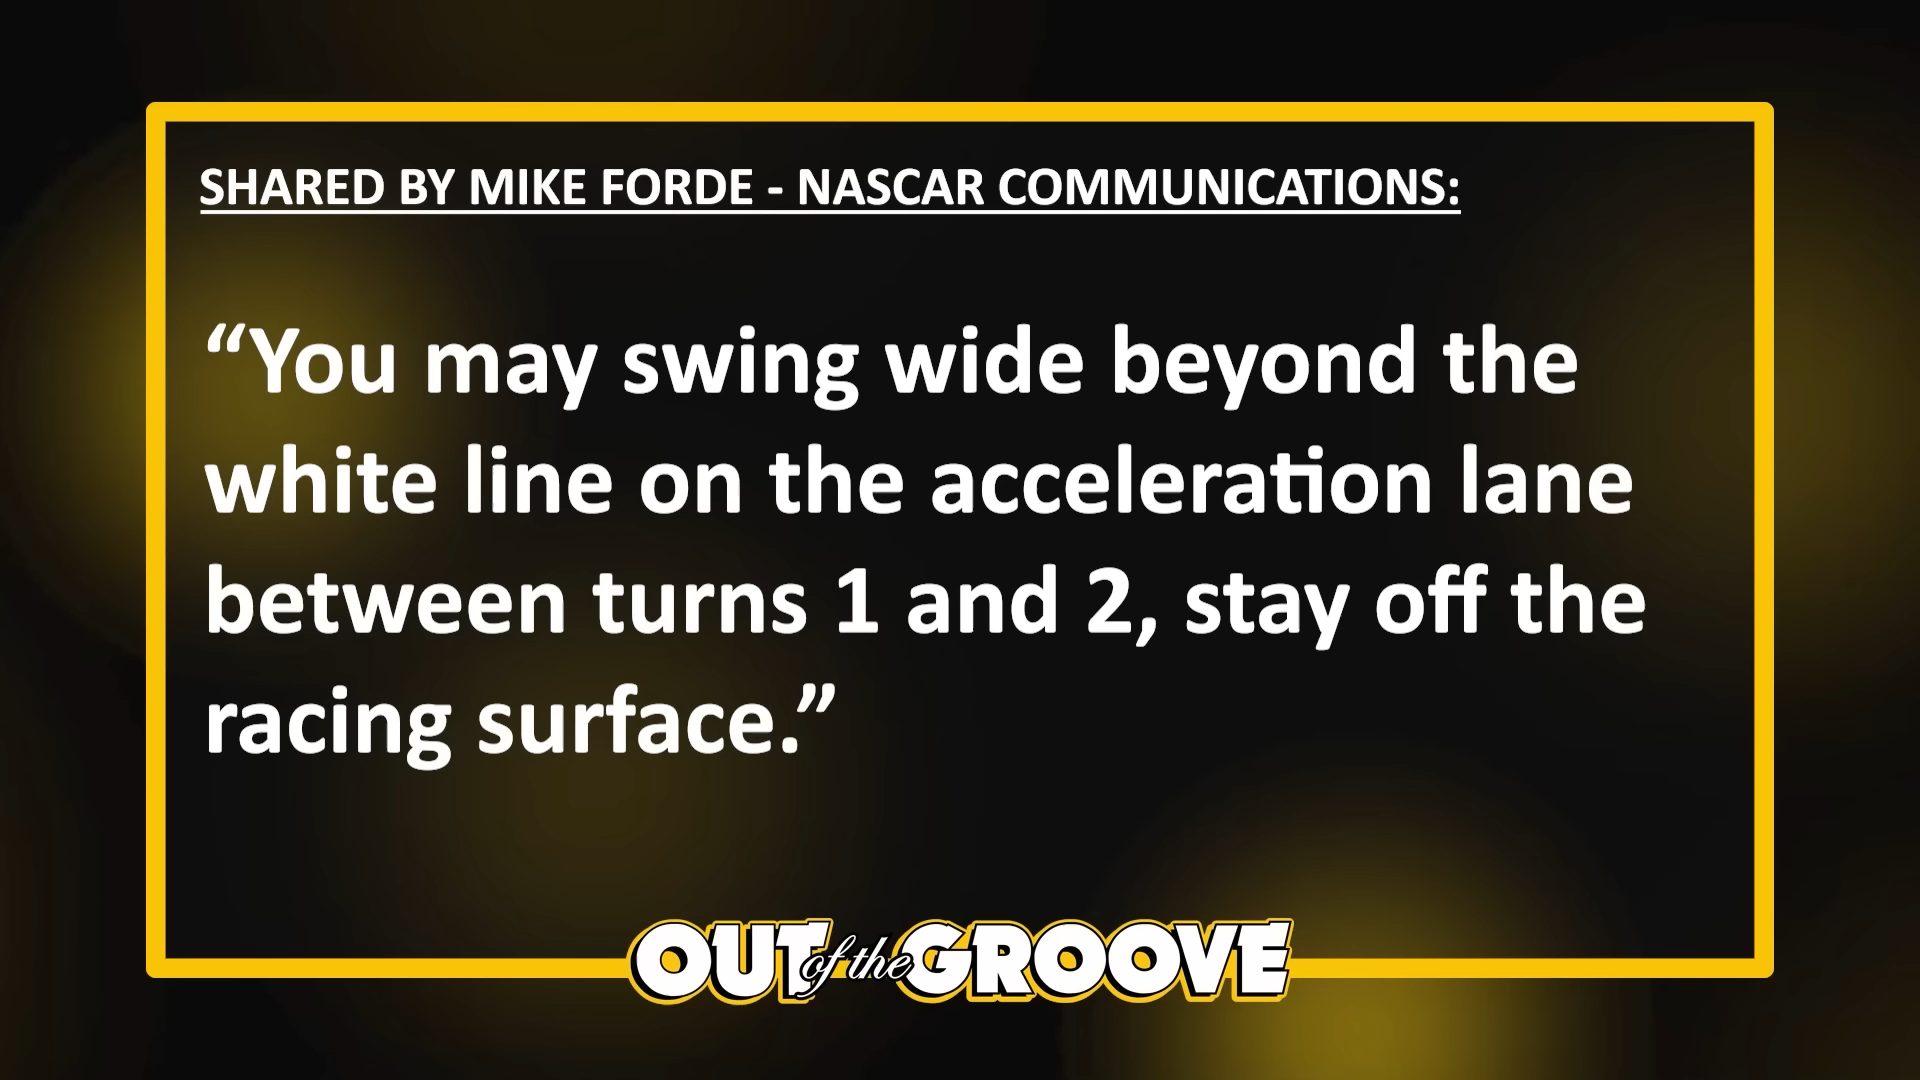 SHARED BY MIKE FORDE - NASCAR COMMUNICATIONS:
“You may swing wide beyond the
white line on the acceleration lane
between turns 1 and 2, stay off the
racing surface.”
OUT of the GROOVE